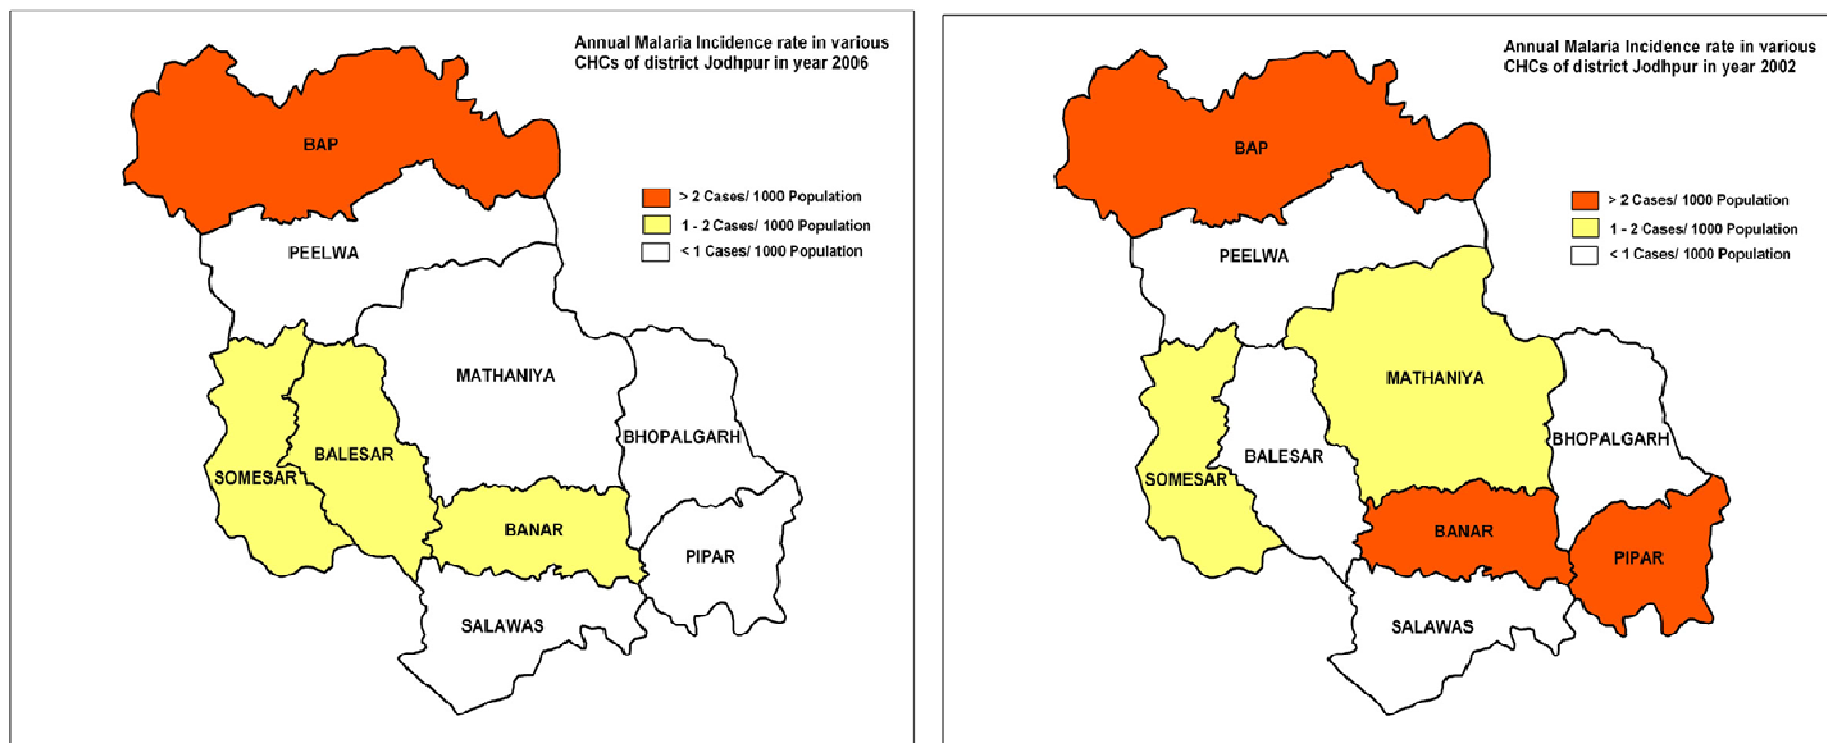 Annual Malaria Incidence rate in various
CHCs of district Jodhpur in year 2006
BAP
> 2 Cases/ 1000 Population
1 - 2 Cases/ 1000 Population
< 1 Cases/ 1000 Population
PEELWA
MATHANIYA
BHOPALGARH
BALESAR
SOMESAR
BANAR
PIPAR
SALAWAS
Annual Malaria Incidence rate in various
CHCs of district Jodhpur in year 2002
BAP
> 2 Cases/ 1000 Population
1 - 2 Cases/ 1000 Population
< 1 Cases/ 1000 Population
PEELWA
MATHANIYA
BHOPALGARH
BALESAR
SOMESAR
BANAR
PIPAR
SALAWAS